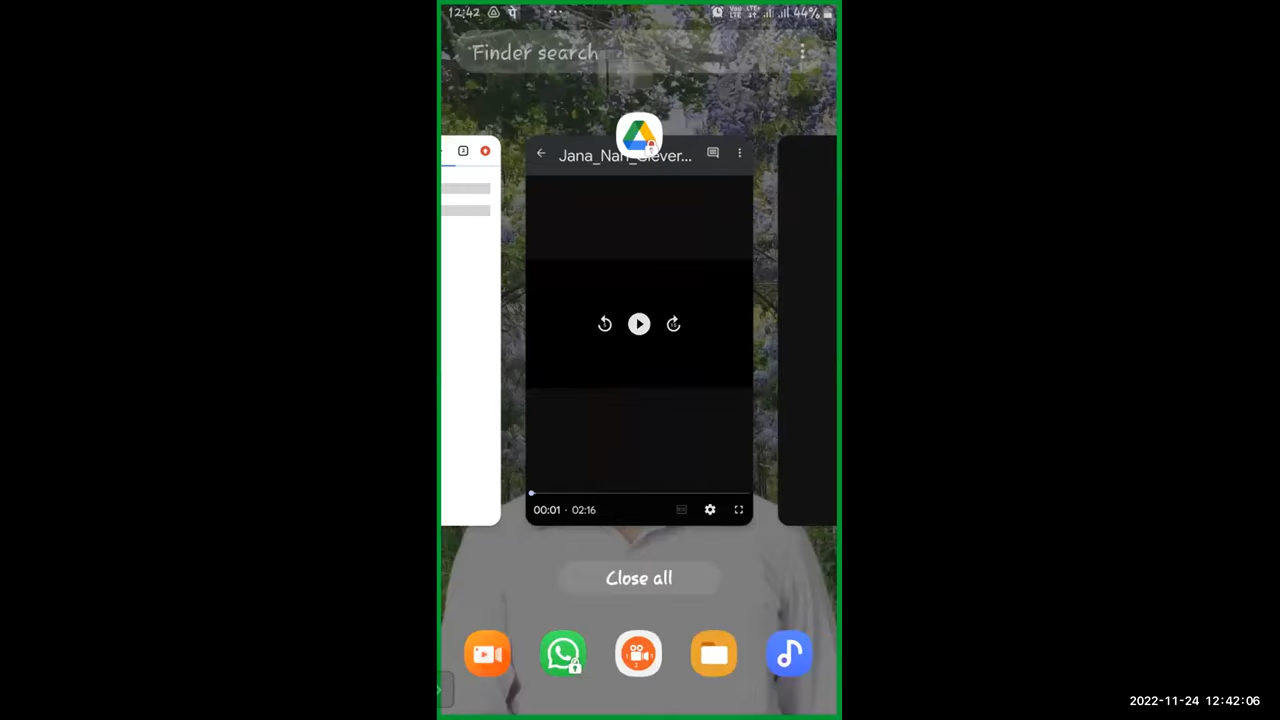 12:42
44%
Finder search
Jana_Nan_Clever...
00:01 · 02:16
Close all
2022-11-24 12:42:06